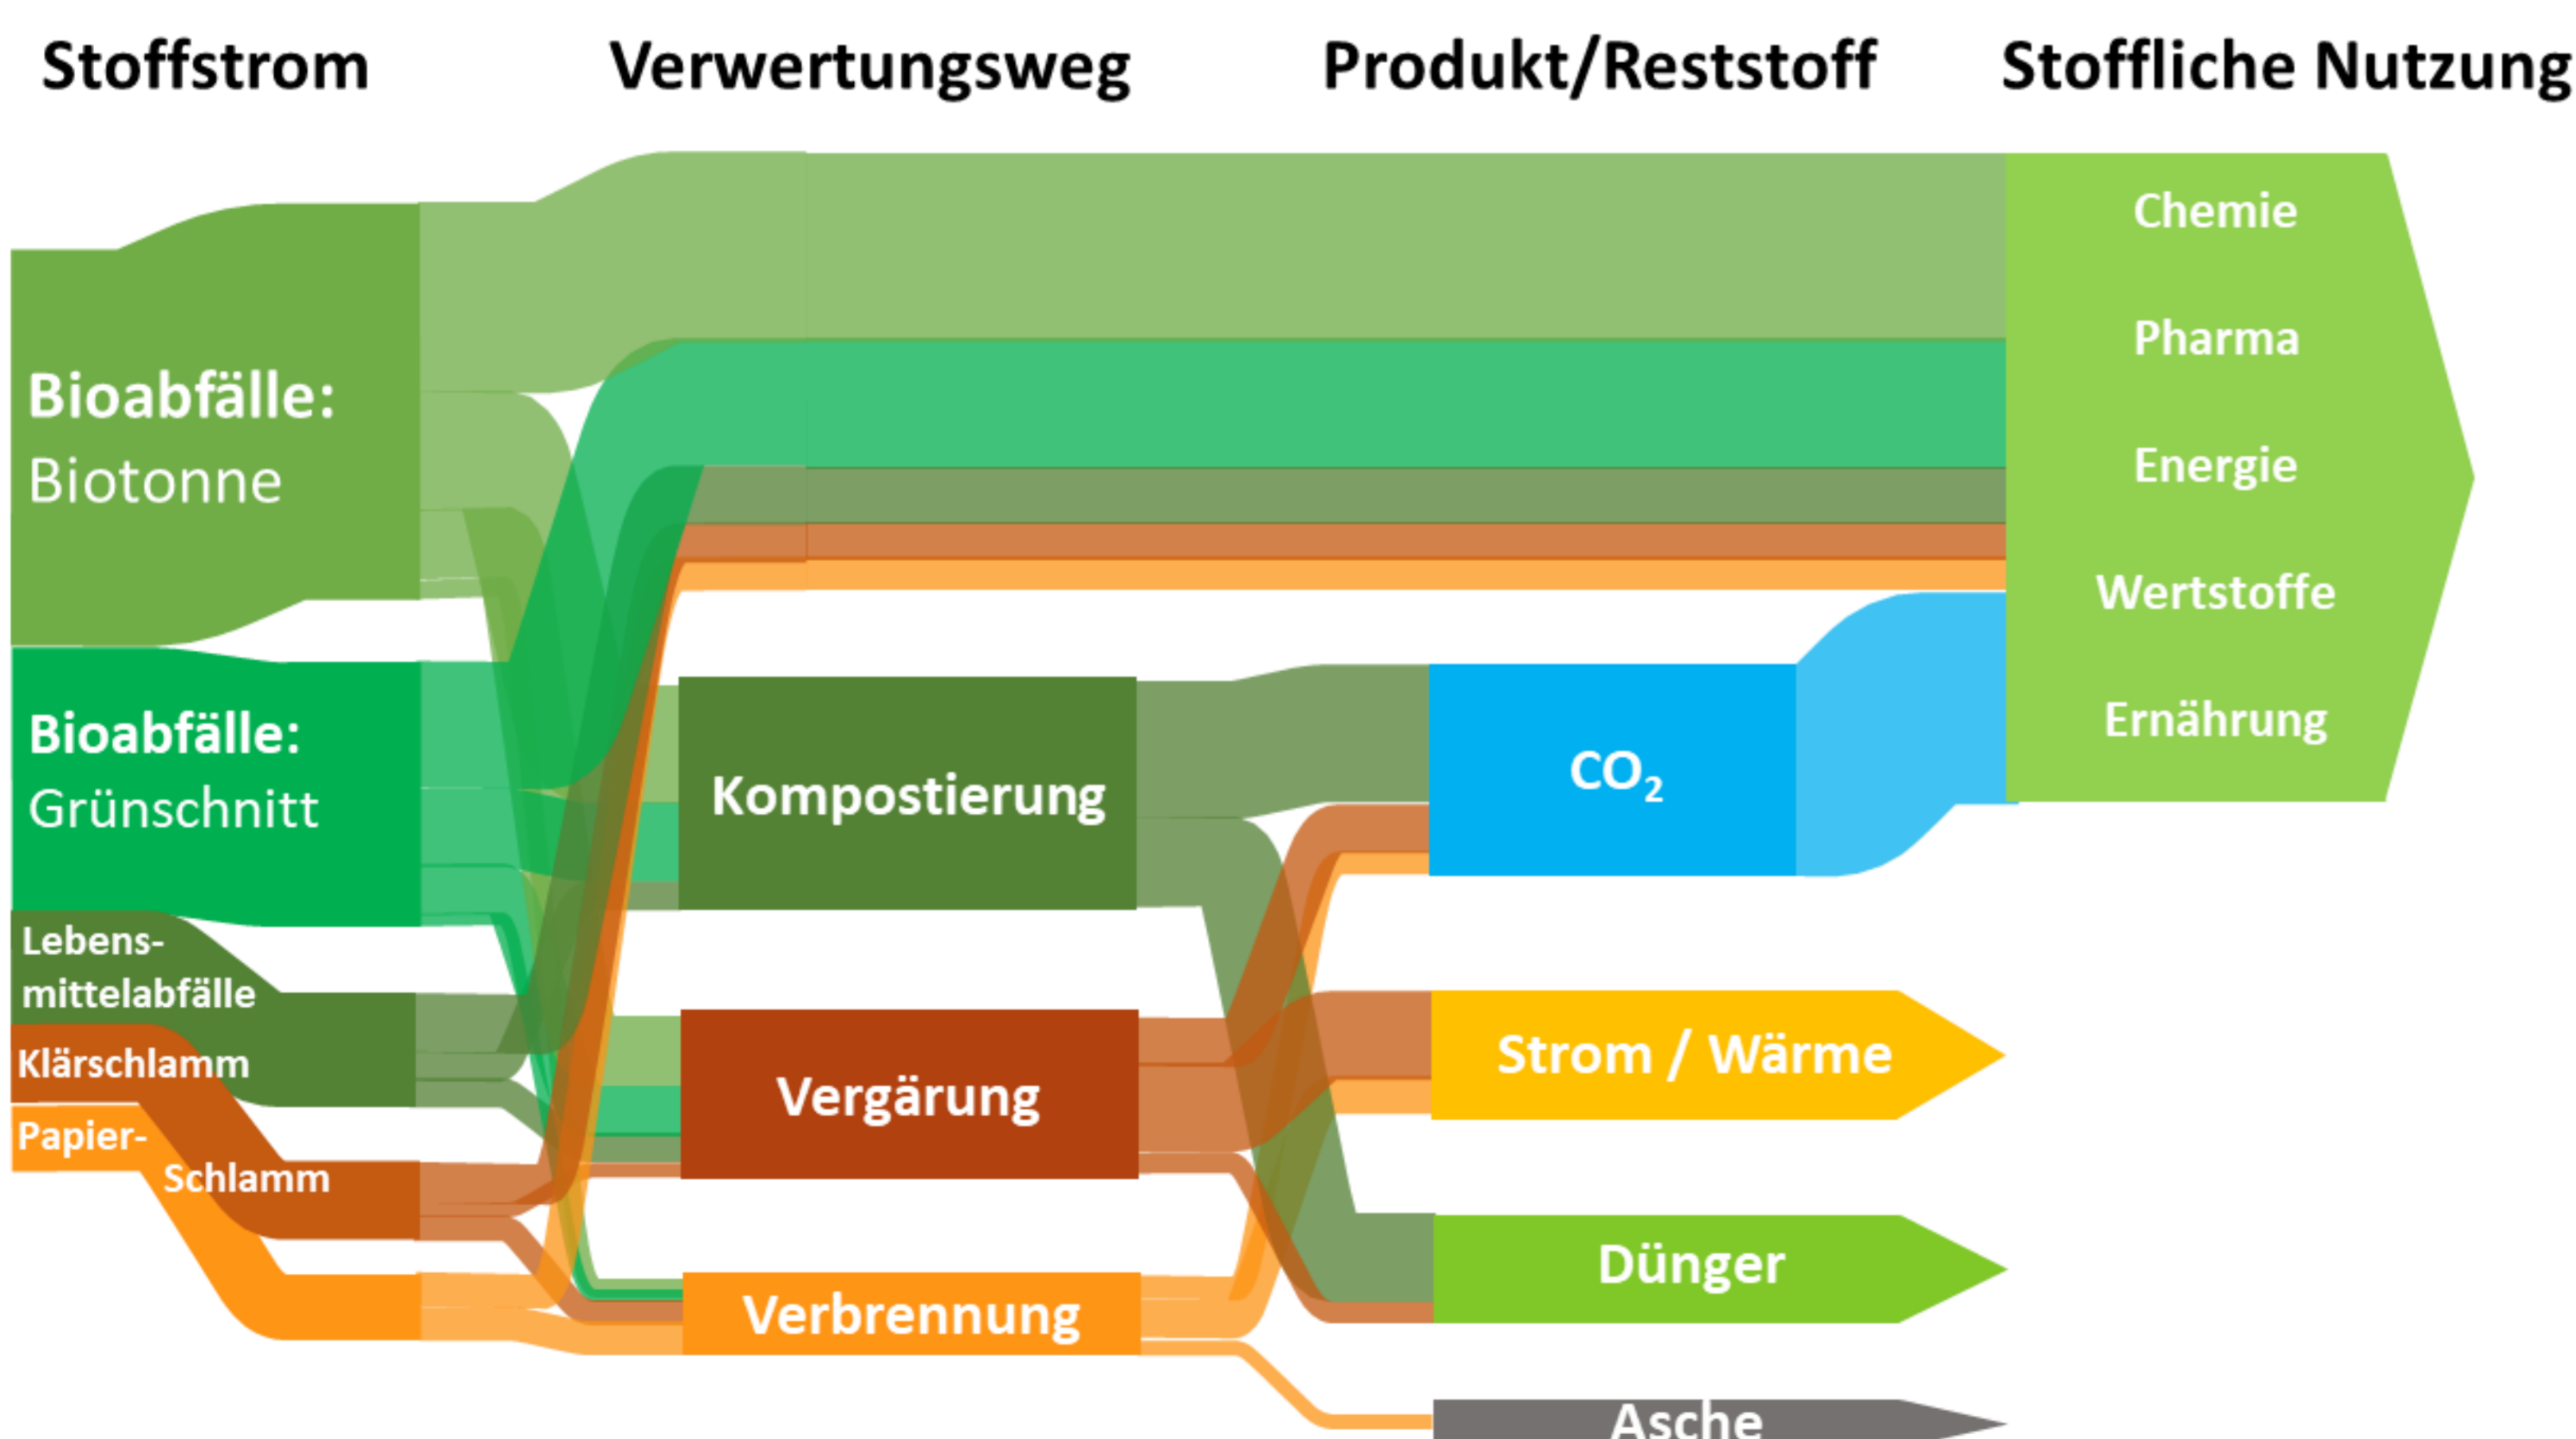 Stoffstrom
Verwertungsweg
Produkt/Reststoff
Stoffliche Nutzung
Bioabfälle:
Biotonne
Bioabfälle:
Grünschnitt
Lebens-
mittelabfälle
Klärschlamm
Papier-
Schlamm
Kompostierung
Vergärung
Verbrennung
CO₂
Strom / Wärme
Dünger
Asche
Chemie
Pharma
Energie
Wertstoffe
Ernährung